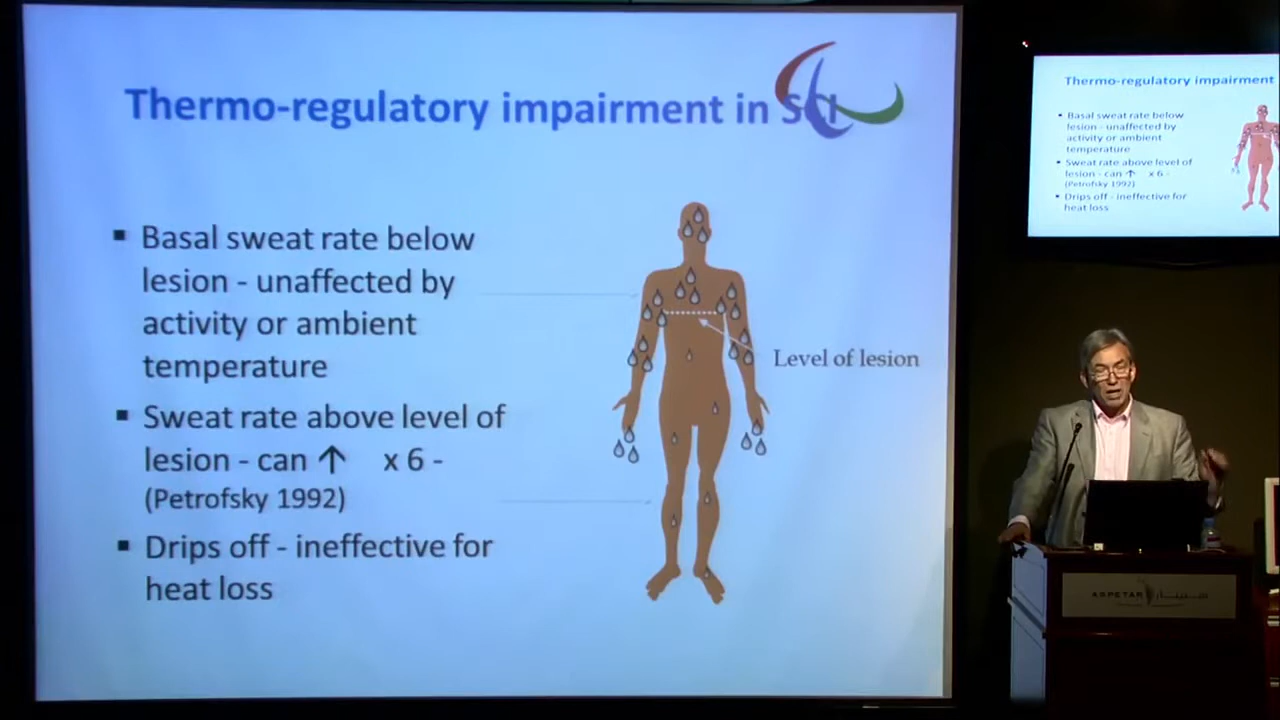 Thermo-regulatory impairment in SCI
▪ Basal sweat rate below
lesion - unaffected by
activity or ambient
temperature
▪ Sweat rate above level of
lesion - can ↑ x 6 -
(Petrofsky 1992)
▪ Drips off - ineffective for
heat loss
Level of lesion
Thermo-regulatory impairment
• Basal sweat rate below
lesion - unaffected by
activity or ambient
temperature
• Sweat rate above level of
lesion - can ↑ x 6 -
(Petrofsky 1992)
• Drips off - ineffective for
heat loss
ASPETAR سبيتار